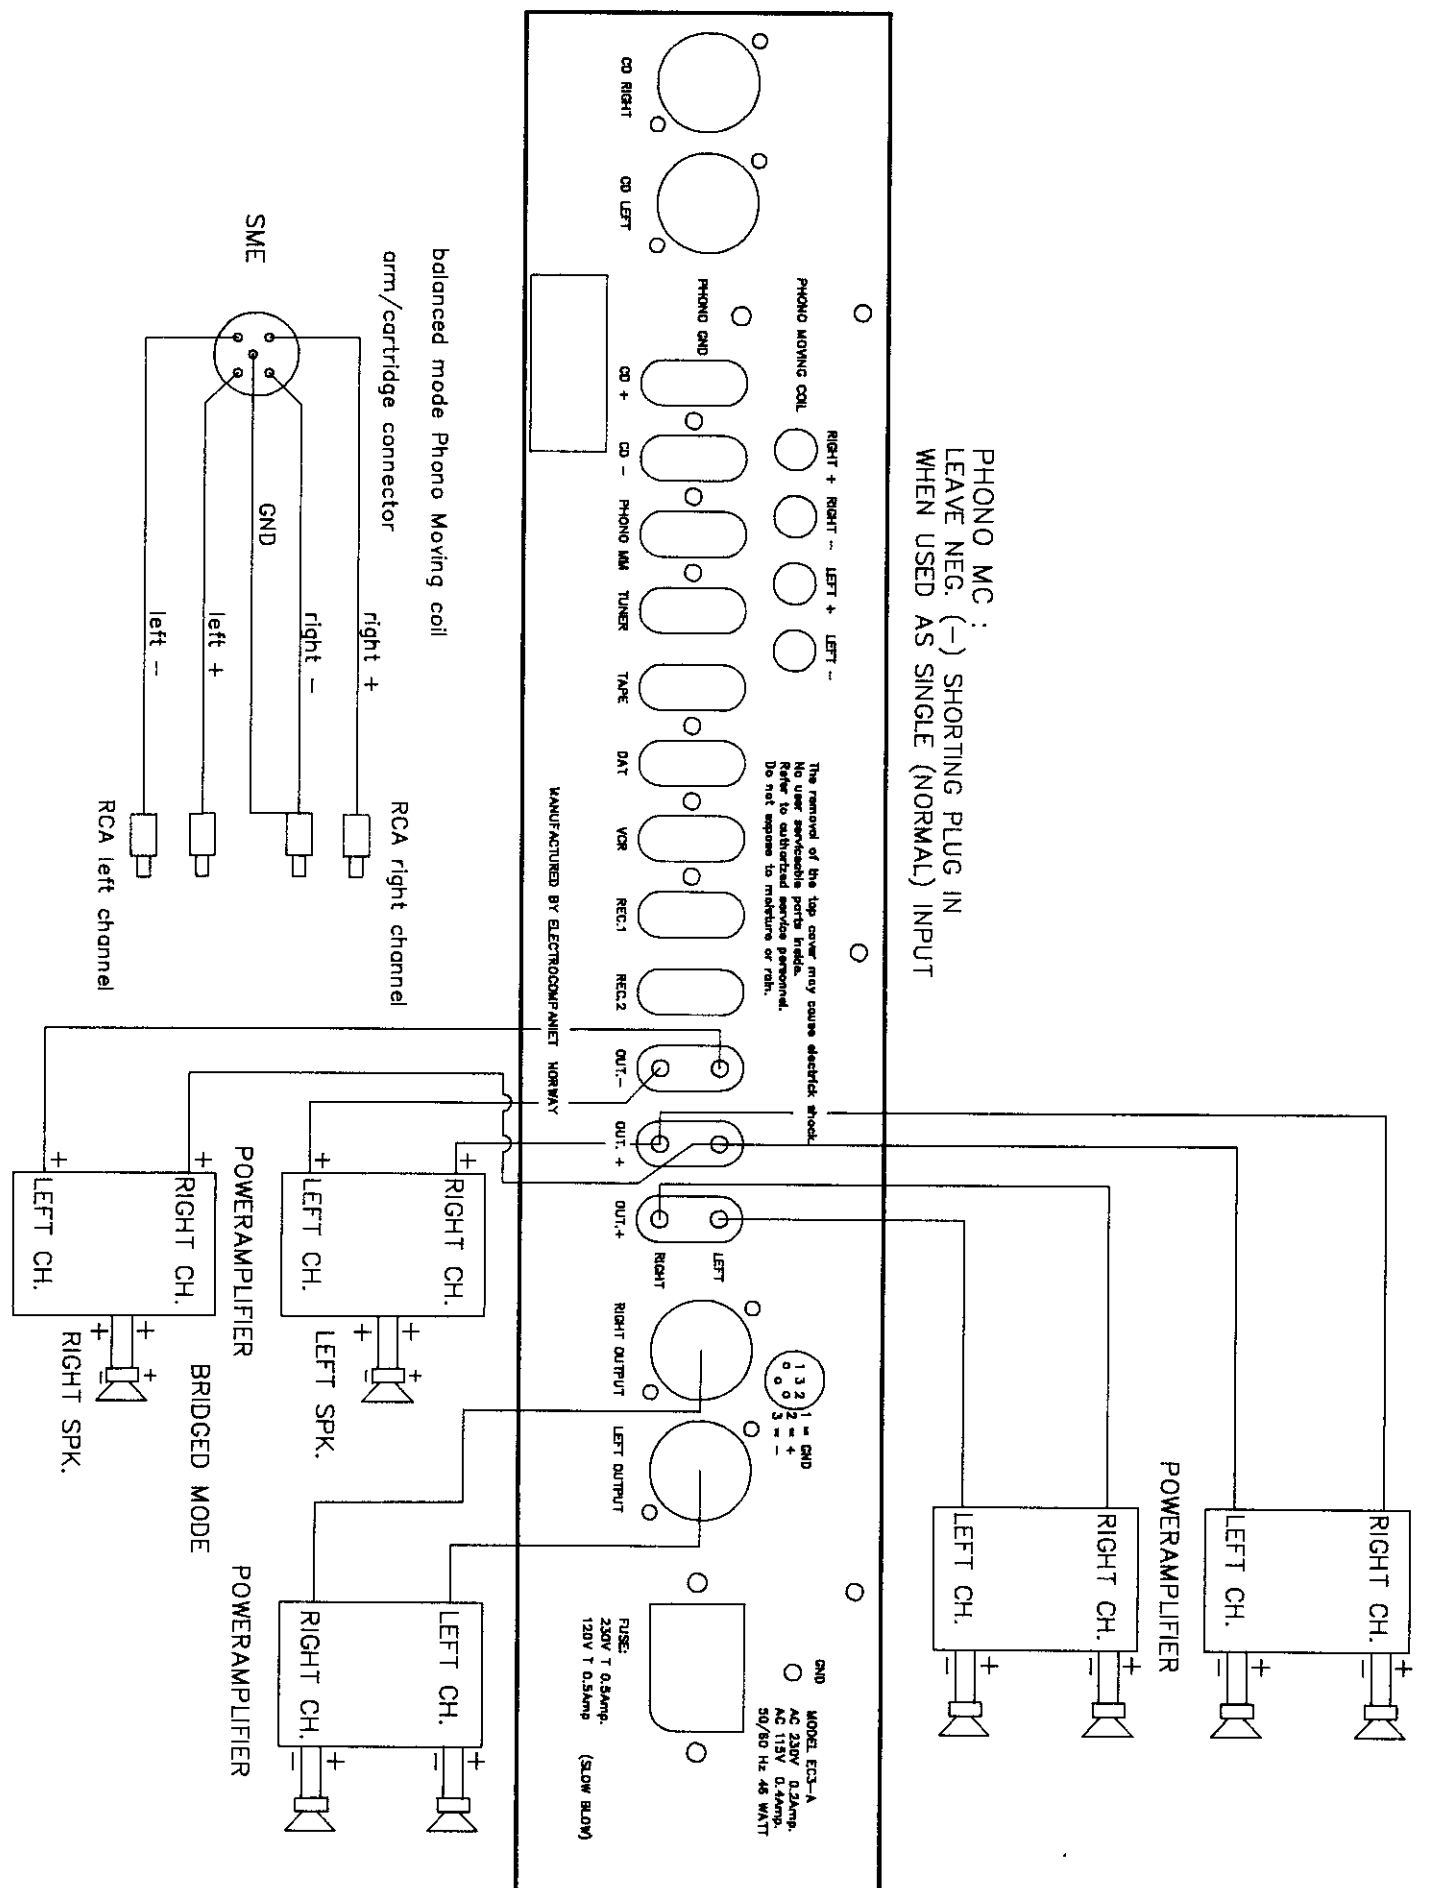 PHONO MC :
LEAVE NEG. (-) SHORTING PLUG IN
WHEN USED AS SINGLE (NORMAL) INPUT
POWERAMPLIFIER
RIGHT CH.
LEFT CH.
+
-
+
-
RIGHT CH.
LEFT CH.
+
-
+
-
PHONO MOVING COIL
RIGHT +
RIGHT -
LEFT +
LEFT -
PHONO GND
CD RIGHT
CD LEFT
CD +
CD -
PHONO MM
TUNER
TAPE
DAT
VCR
REC.1
REC.2
OUT.-
OUT. +
OUT.+
LEFT
RIGHT
RIGHT OUTPUT
LEFT OUTPUT
The removal of the top cover may cause electrick shock.
No user serviceable parts inside.
Refer to authorized service personnel.
Do not expose to moisture or rain.
1 3 2
1 = GND
2 = +
3 = -
GND
MODEL EC3-A
AC 230V 0.2Amp.
AC 115V 0.4Amp.
50/60 Hz 46 WATT
FUSE:
230V T 0.5Amp.
120V T 0.5Amp (SLOW BLOW)
MANUFACTURED BY ELECTROCOMPANIET NORWAY
balanced mode Phono Moving coil
arm/cartridge connector
SME
GND
right +
right -
left +
left -
RCA right channel
RCA left channel
+
RIGHT CH.
+
LEFT CH.
+
+
+
-
LEFT SPK.
POWERAMPLIFIER
+
RIGHT CH.
+
LEFT CH.
+
+
+
-
RIGHT SPK.
BRIDGED MODE
LEFT CH.
RIGHT CH.
+
-
+
-
POWERAMPLIFIER